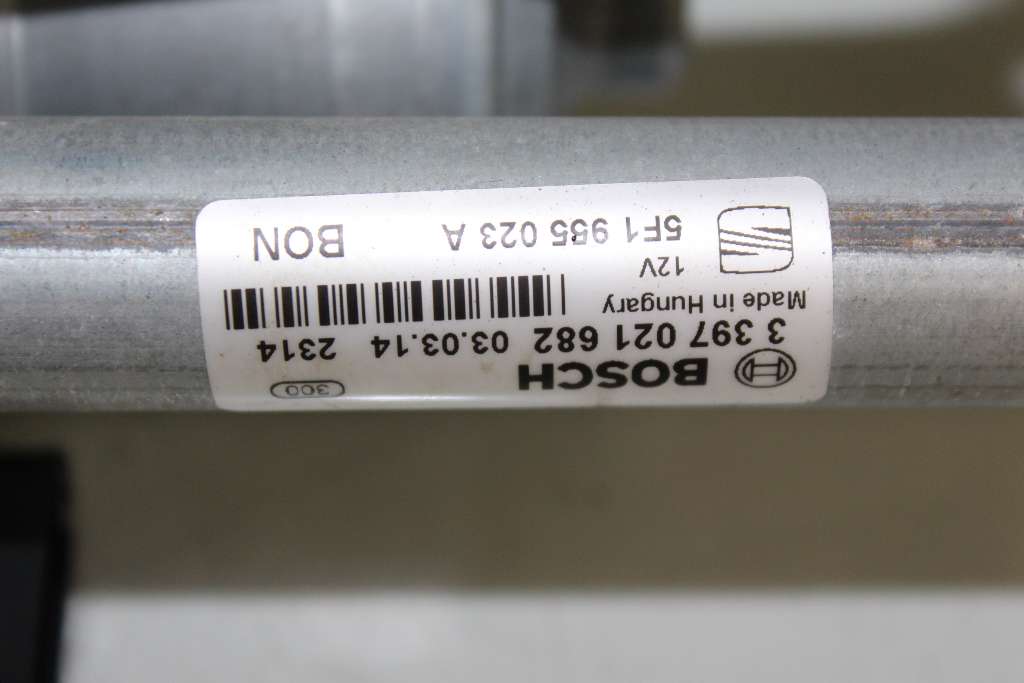 BOSCH 300
3 397 021 682 03.03.14 2314
Made in Hungary
12V
5F1 955 023 A BON